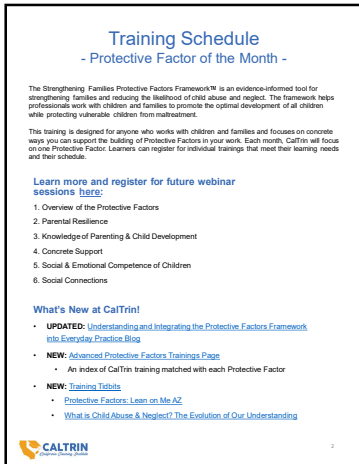 Training Schedule
- Protective Factor of the Month -
The Strengthening Families Protective Factors Framework™ is an evidence-informed tool for
strengthening families and reducing the likelihood of child abuse and neglect. The framework helps
professionals work with children and families to promote the optimal development of all children
while protecting vulnerable children from maltreatment.
This training is designed for anyone who works with children and families and focuses on concrete
ways you can support the building of Protective Factors in your work. Each month, CalTrin will focus
on one Protective Factor. Learners can register for individual trainings that meet their learning needs
and their schedule.
Learn more and register for future webinar
sessions here:
1. Overview of the Protective Factors
2. Parental Resilience
3. Knowledge of Parenting & Child Development
4. Concrete Support
5. Social & Emotional Competence of Children
6. Social Connections
What's New at CalTrin!
• UPDATED: Understanding and Integrating the Protective Factors Framework
into Everyday Practice Blog
• NEW: Advanced Protective Factors Trainings Page
• An index of CalTrin training matched with each Protective Factor
• NEW: Training Tidbits
• Protective Factors: Lean on Me AZ
• What is Child Abuse & Neglect? The Evolution of Our Understanding
CALTRIN
California Training Institute
2